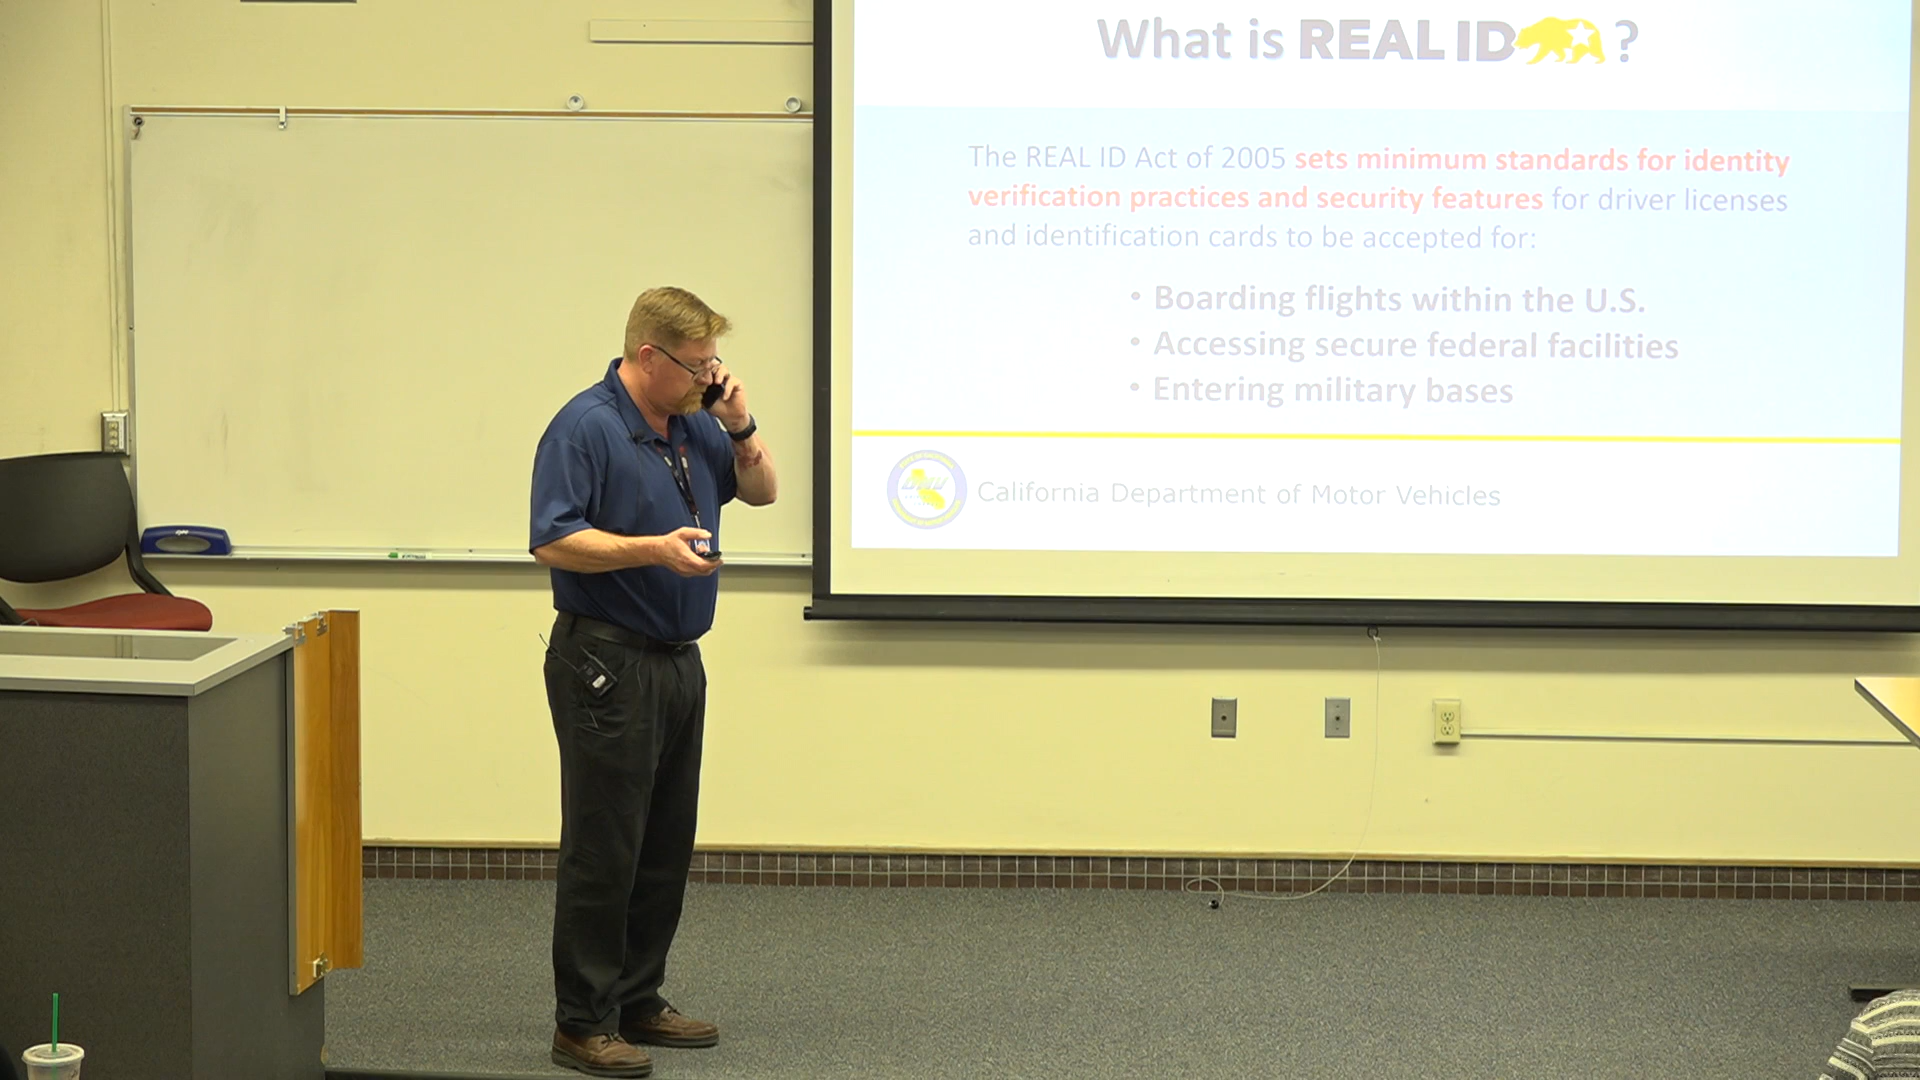 What is REAL ID ?
The REAL ID Act of 2005 sets minimum standards for identity
verification practices and security features for driver licenses
and identification cards to be accepted for:
• Boarding flights within the U.S.
• Accessing secure federal facilities
• Entering military bases
DMV
California Department of Motor Vehicles